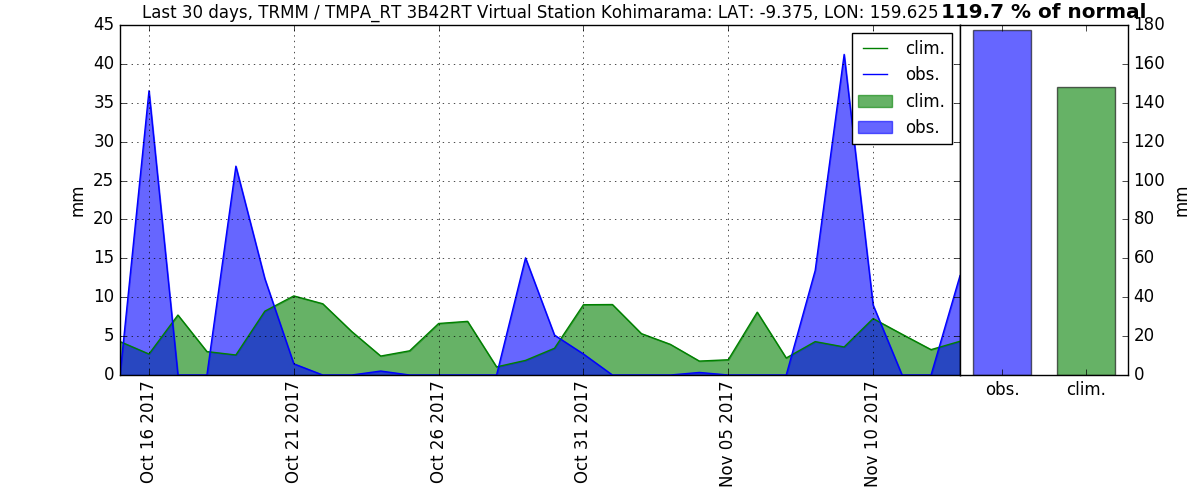 Last 30 days, TRMM / TMPA_RT 3B42RT Virtual Station Kohimarama: LAT: -9.375, LON: 159.625 119.7 % of normal
45
40
35
30
25
20
15
10
5
0
mm
clim.
obs.
clim.
obs.
180
160
140
120
100
80
60
40
20
0
mm
Oct 16 2017
Oct 21 2017
Oct 26 2017
Oct 31 2017
Nov 05 2017
Nov 10 2017
obs.
clim.